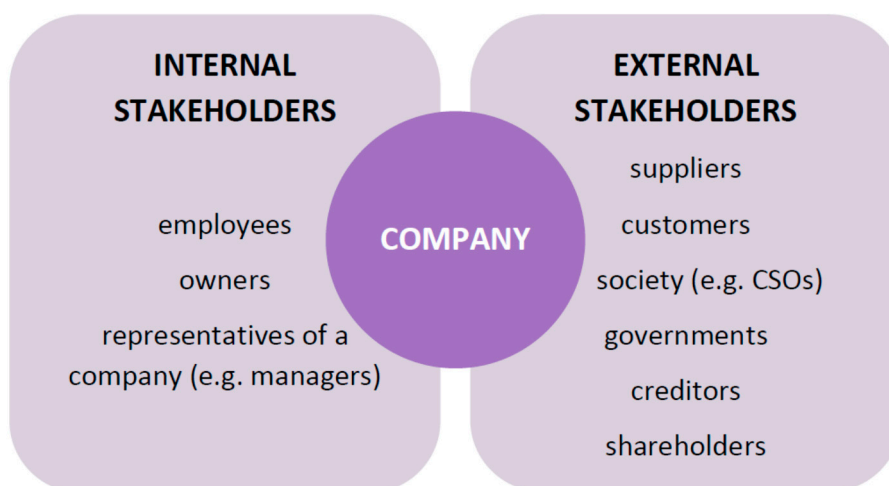 INTERNAL
STAKEHOLDERS
employees
owners
representatives of a
company (e.g. managers)
COMPANY
EXTERNAL
STAKEHOLDERS
suppliers
customers
society (e.g. CSOs)
governments
creditors
shareholders